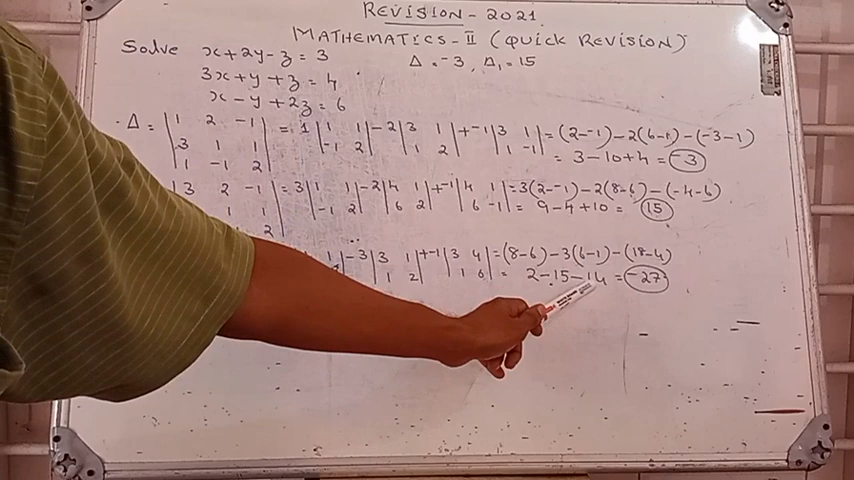 REVISION - 2021
MATHEMATICS-II (QUICK REVISION)
Solve x+2y-z = 3
Δ = -3, Δ₁ = 15
3x+y+z = 4
x-y+2z = 6
Δ = |1 2 -1; 3 1 1; 1 -1 2| = 1 |1 1; -1 2| -2 |3 1; 1 2| +-1 |3 1; 1 -1| = (2--1)-2(6-1)-(-3-1)
= 3-10+4 = -3
|3 2 -1; 1 1; 2| = 3 |1 1; -1 2| -2 |4 1; 6 2| +-1 |4 1; 6 -1| = 3(2--1)-2(8-6)-(-4-6)
= 9-4+10 = 15
1| -3 |3 1; 1 2| +-1 |3 4; 1 6| = (8-6)-3(6-1)-(18-4)
= 2-15-14 = -27